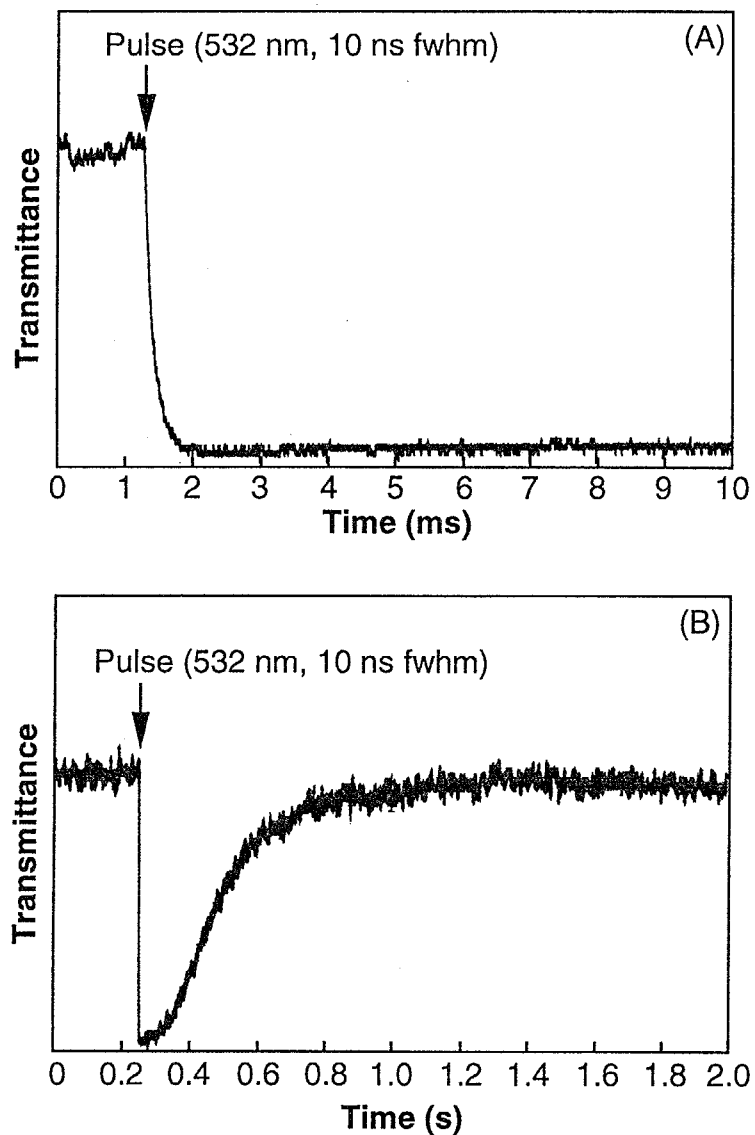 (A)
Pulse (532 nm, 10 ns fwhm)
Transmittance
0 1 2 3 4 5 6 7 8 9 10
Time (ms)
(B)
Pulse (532 nm, 10 ns fwhm)
Transmittance
0 0.2 0.4 0.6 0.8 1.0 1.2 1.4 1.6 1.8 2.0
Time (s)